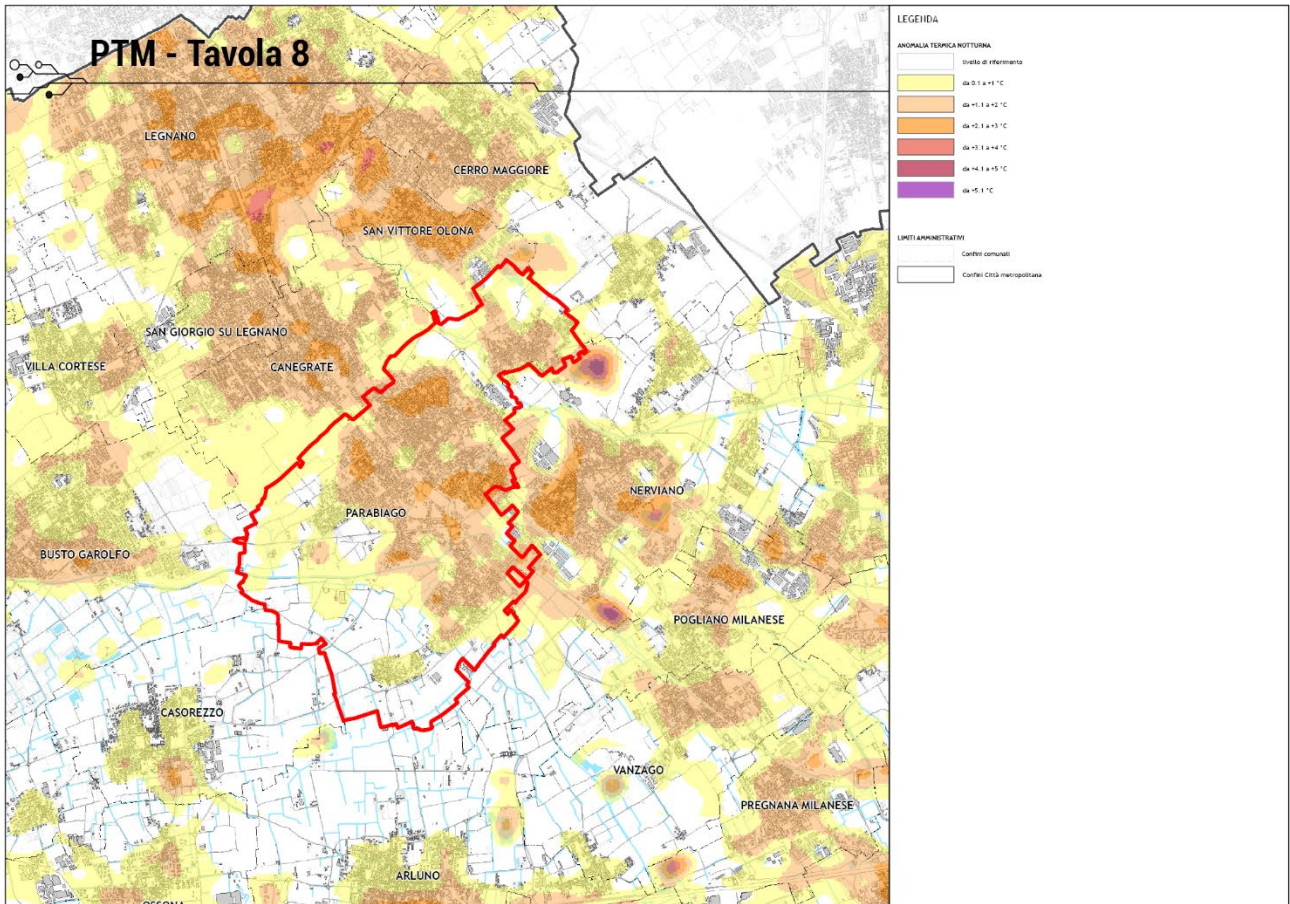 PTM - Tavola 8
LEGNANO
CERRO MAGGIORE
SAN VITTORE OLONA
SAN GIORGIO SU LEGNANO
VILLA CORTESE
CANEGRATE
NERVIANO
PARABIAGO
BUSTO GAROLFO
POGLIANO MILANESE
CASOREZZO
VANZAGO
PREGNANA MILANESE
ARLUNO
OSSONA
LEGENDA
ANOMALIA TERMICA NOTTURNA
livello di riferimento
da 0.1 a +1 °C
da +1.1 a +2 °C
da +2.1 a +3 °C
da +3.1 a +4 °C
da +4.1 a +5 °C
da +5.1 °C
LIMITI AMMINISTRATIVI
Confini comunali
Confini Città metropolitana